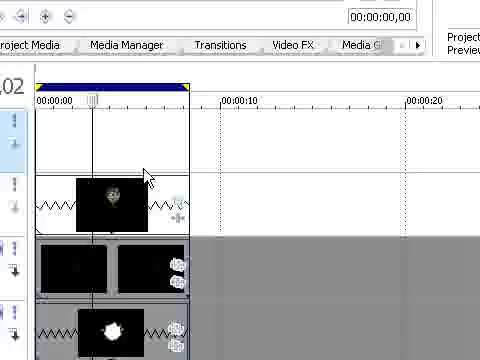 00:00:00,00
roject Media Media Manager Transitions Video FX Media G
Project
Preview
,02
00:00:00 00:00:10 00:00:20